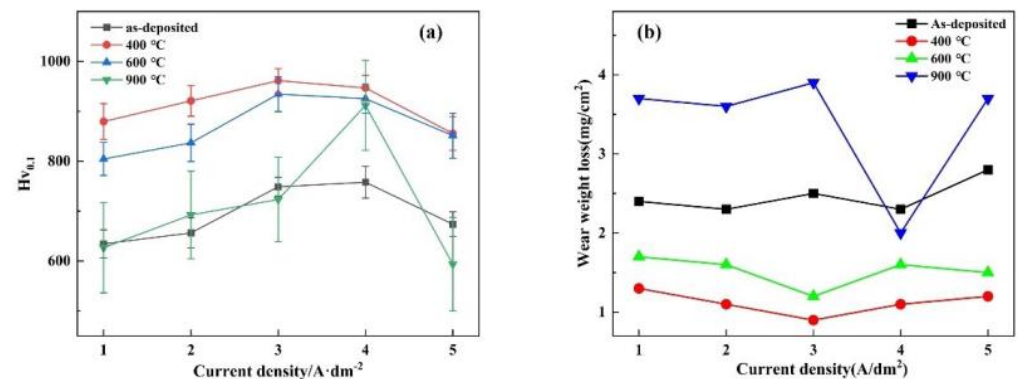 (a)
as-deposited
400 °C
600 °C
900 °C
1000
800
600
Hv0.1
1 2 3 4 5
Current density/A·dm-2
(b)
As-deposited
400 °C
600 °C
900 °C
4
3
2
1
Wear weight loss(mg/cm2)
1 2 3 4 5
Current density(A/dm2)